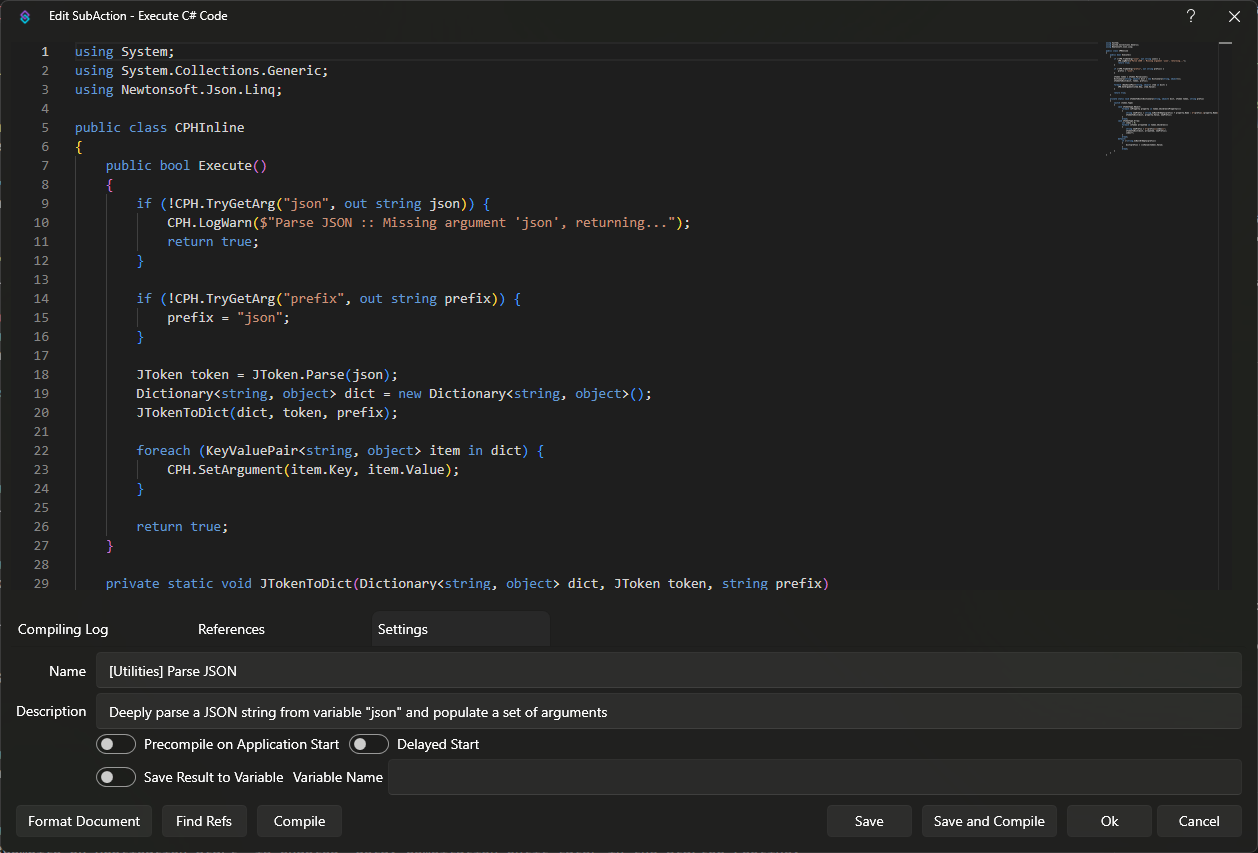 Edit SubAction - Execute C# Code
?
1 using System;
2 using System.Collections.Generic;
3 using Newtonsoft.Json.Linq;
4
5 public class CPHInline
6 {
7 public bool Execute()
8 {
9 if (!CPH.TryGetArg("json", out string json)) {
10 CPH.LogWarn($"Parse JSON :: Missing argument 'json', returning...");
11 return true;
12 }
13
14 if (!CPH.TryGetArg("prefix", out string prefix)) {
15 prefix = "json";
16 }
17
18 JToken token = JToken.Parse(json);
19 Dictionary<string, object> dict = new Dictionary<string, object>();
20 JTokenToDict(dict, token, prefix);
21
22 foreach (KeyValuePair<string, object> item in dict) {
23 CPH.SetArgument(item.Key, item.Value);
24 }
25
26 return true;
27 }
28
29 private static void JTokenToDict(Dictionary<string, object> dict, JToken token, string prefix)
Compiling Log References Settings
Name [Utilities] Parse JSON
Description Deeply parse a JSON string from variable "json" and populate a set of arguments
Precompile on Application Start Delayed Start
Save Result to Variable Variable Name
Format Document Find Refs Compile Save Save and Compile Ok Cancel